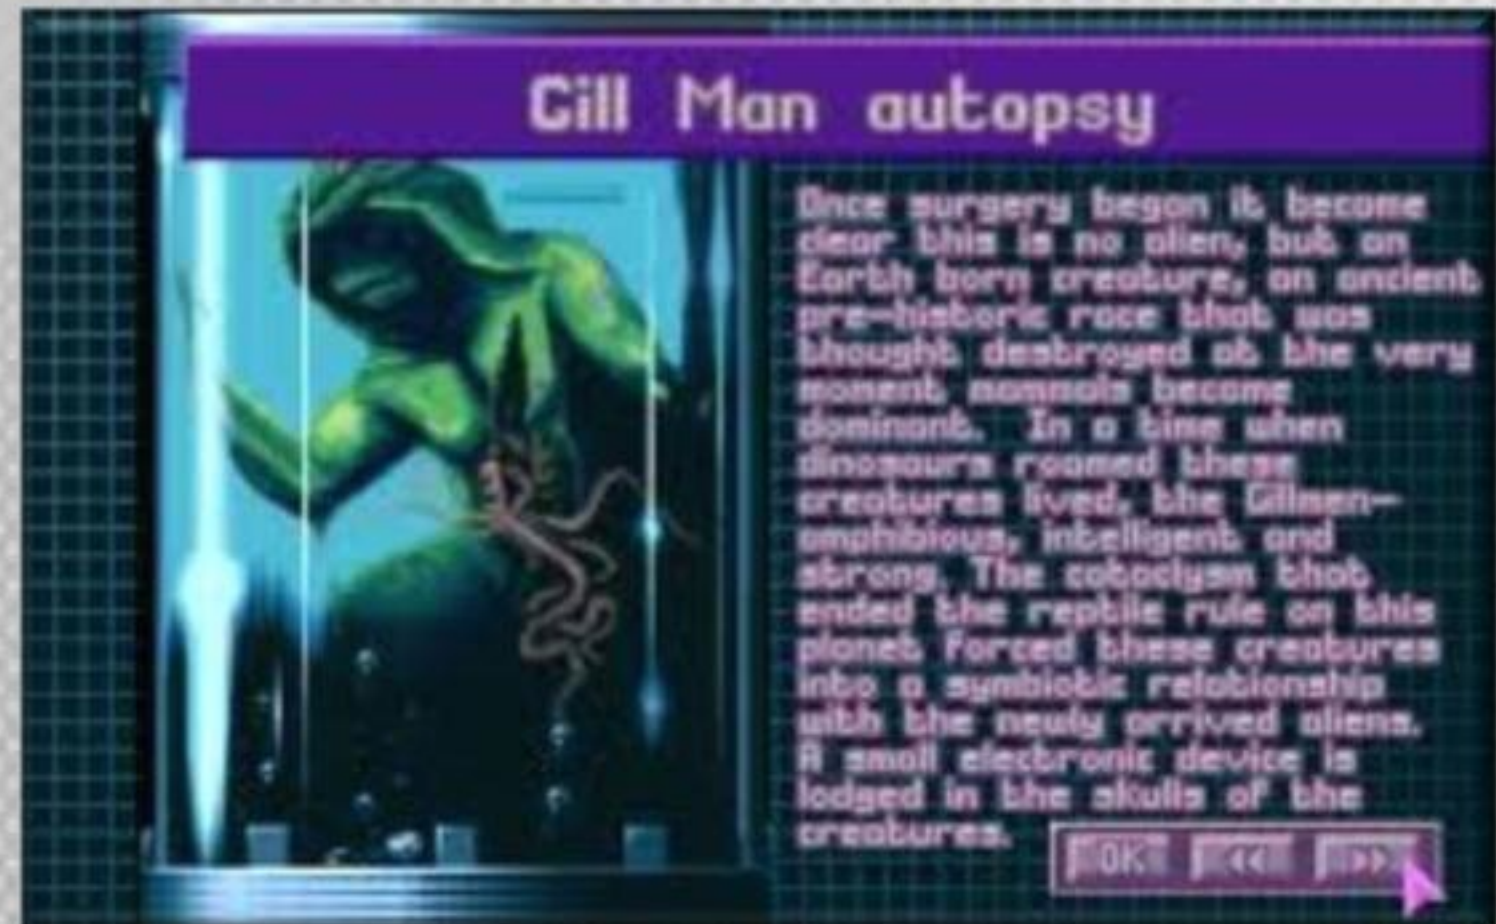 Gill Man autopsy
Once surgery began it became
clear this is no alien, but an
Earth born creature, an ancient
pre-historic race that was
thought destroyed at the very
moment mammals became
dominant. In a time when
dinosaurs roamed these
creatures lived, the Gillmen-
amphibious, intelligent and
strong. The cataclysm that
ended the reptile rule on this
planet forced these creatures
into a symbiotic relationship
with the newly arrived aliens.
A small electronic device is
lodged in the skulls of the
creatures.
OK << >>